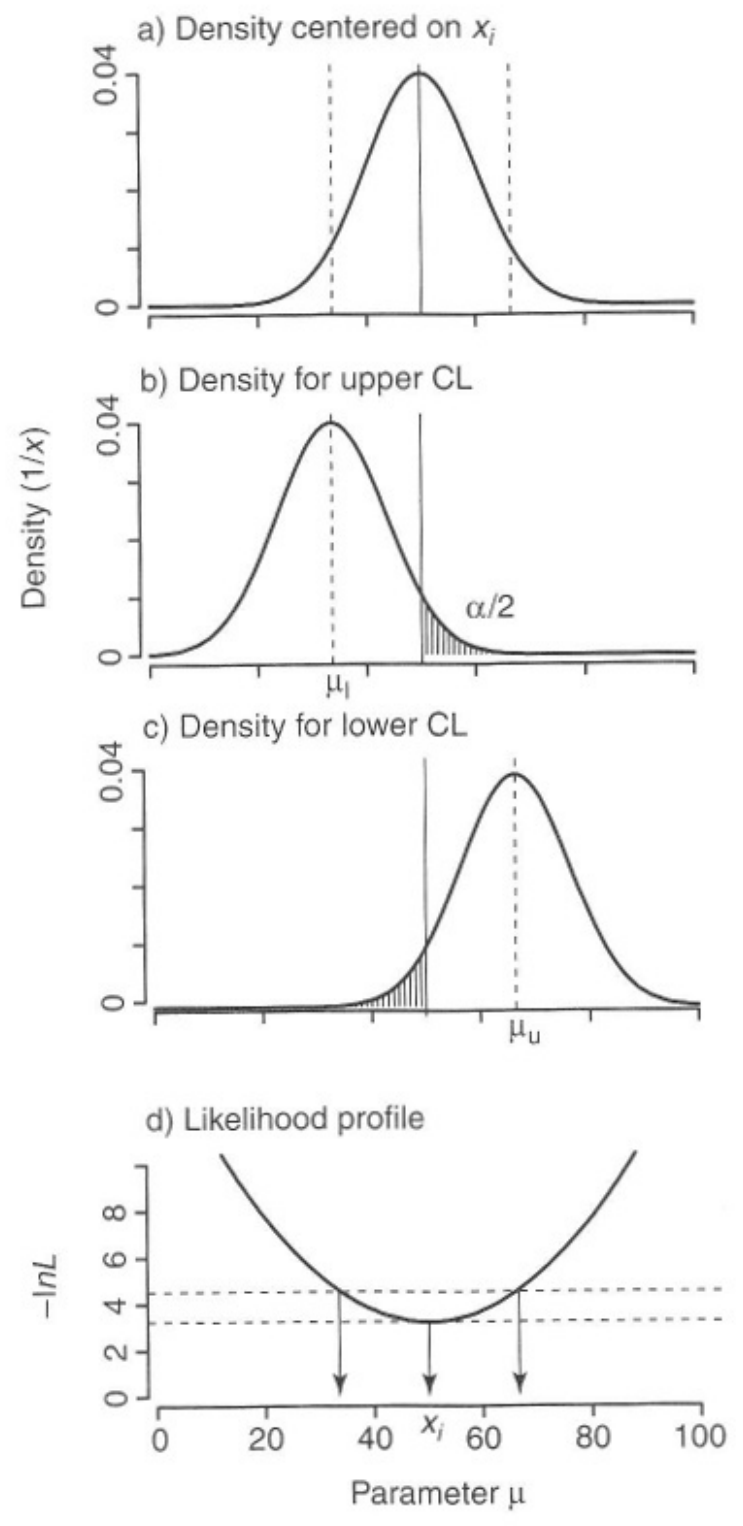 a) Density centered on xᵢ
0.04
0
b) Density for upper CL
0.04
0
α/2
μₗ
Density (1/x)
c) Density for lower CL
0.04
0
μᵤ
d) Likelihood profile
8
6
4
2
0
−lnL
0 20 40 xᵢ 60 80 100
Parameter μ